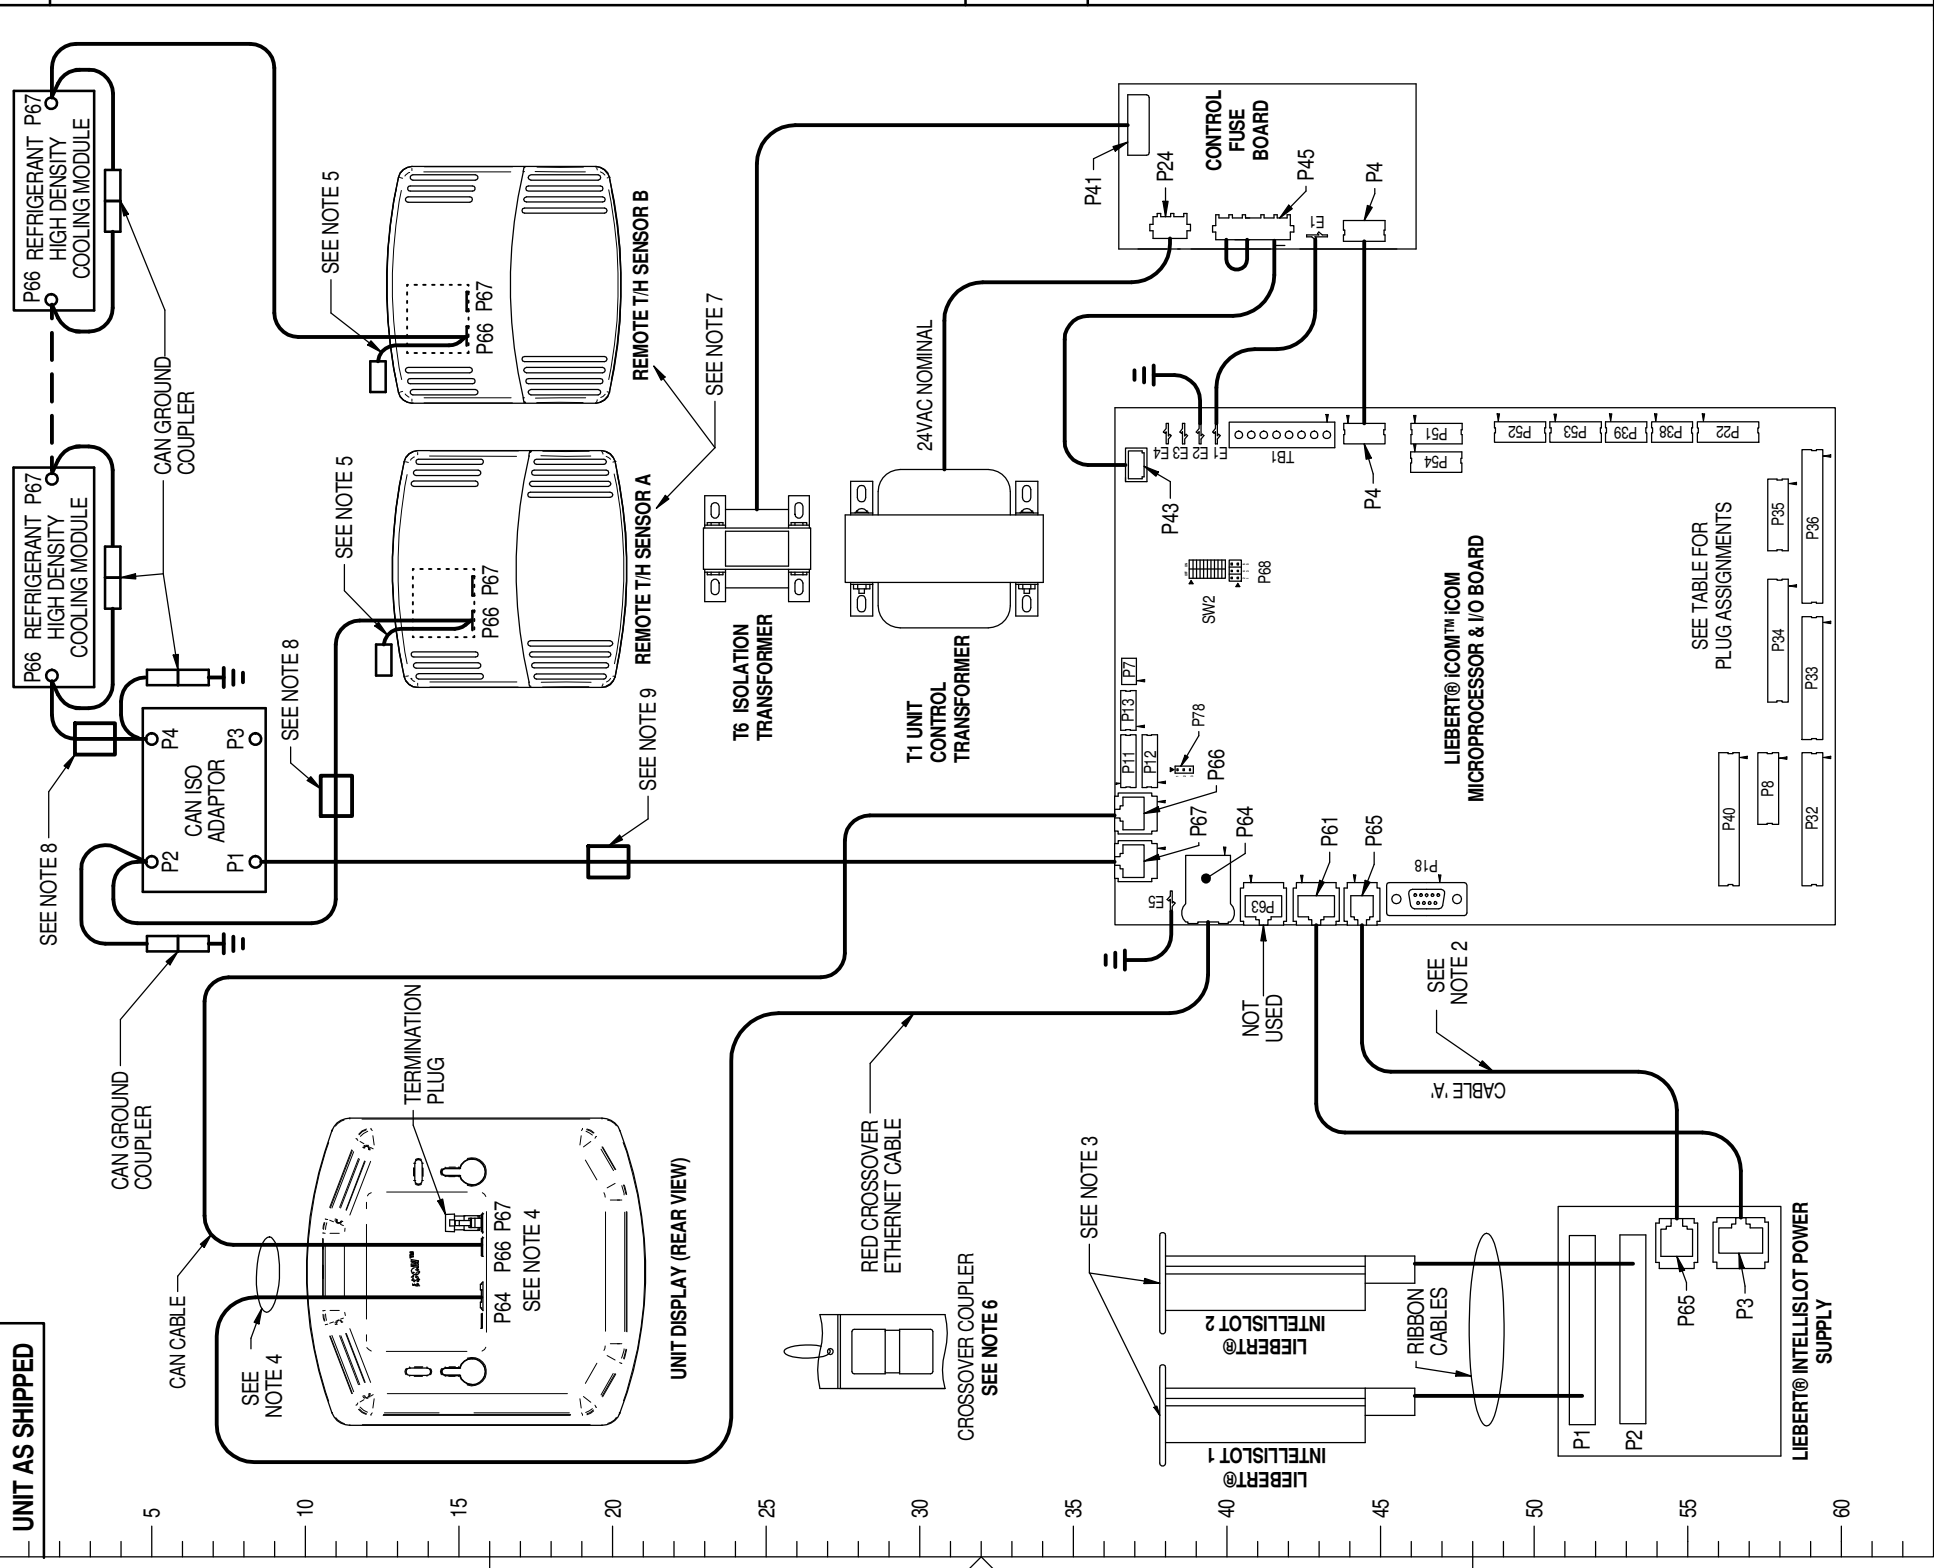 UNIT AS SHIPPED
5
10
15
20
25
30
35
40
45
50
55
60
P66 REFRIGERANT P67
HIGH DENSITY
COOLING MODULE
P66 REFRIGERANT P67
HIGH DENSITY
COOLING MODULE
CAN GROUND
COUPLER
SEE NOTE 8
CAN ISO
ADAPTOR
P4
P3
P2
P1
SEE NOTE 8
CAN GROUND
COUPLER
SEE NOTE 5
P66 P67
REMOTE T/H SENSOR B
SEE NOTE 5
P66 P67
REMOTE T/H SENSOR A
SEE NOTE 7
SEE NOTE 9
T6 ISOLATION
TRANSFORMER
24VAC NOMINAL
T1 UNIT
CONTROL
TRANSFORMER
CONTROL
FUSE
BOARD
P41
P24
P45
E1
P4
CAN CABLE
SEE
NOTE 4
TERMINATION
PLUG
iCOM™
P64 P66 P67
SEE NOTE 4
UNIT DISPLAY (REAR VIEW)
RED CROSSOVER
ETHERNET CABLE
CROSSOVER COUPLER
SEE NOTE 6
SEE NOTE 3
LIEBERT®
INTELLISLOT 2
LIEBERT®
INTELLISLOT 1
RIBBON
CABLES
P1
P2
P65
P3
LIEBERT® INTELLISLOT POWER
SUPPLY
CABLE 'A'
SEE
NOTE 2
NOT
USED
E4
E3
E2
E1
TB1
P43
P4
P51
P54
P52
P53
P39
P38
P22
SW2
P68
P7
P13
P11
P12
P78
P66
P67
P64
E5
P63
P61
P65
P18
LIEBERT® iCOM™ iCOM
MICROPROCESSOR & I/O BOARD
SEE TABLE FOR
PLUG ASSIGNMENTS
P35
P36
P34
P33
P40
P8
P32